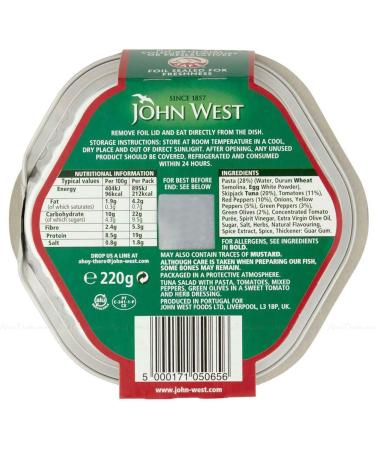 FOIL SEALED FOR
FRESHNESS
SINCE 1857
JOHN WEST
REMOVE FOIL LID AND EAT DIRECTLY FROM THE DISH.
STORAGE INSTRUCTIONS: STORE AT ROOM TEMPERATURE IN A COOL,
DRY PLACE AND OUT OF DIRECT SUNLIGHT. AFTER OPENING, ANY UNUSED
PRODUCT SHOULD BE COVERED, REFRIGERATED AND CONSUMED
WITHIN 24 HOURS.
NUTRITIONAL INFORMATION
Typical values Per 100g Per Pack
Energy 404kJ 895kJ
96kcal 212kcal
Fat 1.9g 4.2g
(of which saturates) 0.3g 0.7g
Carbohydrate 10g 22g
(of which sugars) 4.3g 9.5g
Fibre 2.4g 5.3g
Protein 8.5g 19g
Salt 0.8g 1.8g
DROP US A LINE AT
ahoy-there@john-west.com
220g e
PT
C-341-1-P
CE
FOR BEST BEFORE
END: SEE BELOW
INGREDIENTS
Pasta (28%) (Water, Durum Wheat
Semolina, Egg White Powder),
Skipjack Tuna (20%), Tomatoes (11%),
Red Peppers (10%), Onions, Yellow
Peppers (5%), Green Peppers (3%),
Green Olives (2%), Concentrated Tomato
Purée, Spirit Vinegar, Extra Virgin Olive Oil,
Sugar, Salt, Herbs, Natural Flavouring,
Spice Extract, Spice, Thickener: Guar Gum.
FOR ALLERGENS, SEE INGREDIENTS
IN BOLD.
MAY ALSO CONTAIN TRACES OF MUSTARD.
ALTHOUGH CARE IS TAKEN WHEN PREPARING OUR FISH,
SOME BONES MAY REMAIN.
PACKAGED IN A PROTECTIVE ATMOSPHERE.
TUNA SALAD WITH PASTA, TOMATOES, MIXED
PEPPERS, GREEN OLIVES IN A SWEET TOMATO
AND HERB DRESSING.
PRODUCED IN PORTUGAL FOR
JOHN WEST FOODS LTD, LIVERPOOL, L3 1BP, UK.
5 000171 050656
www.john-west.com